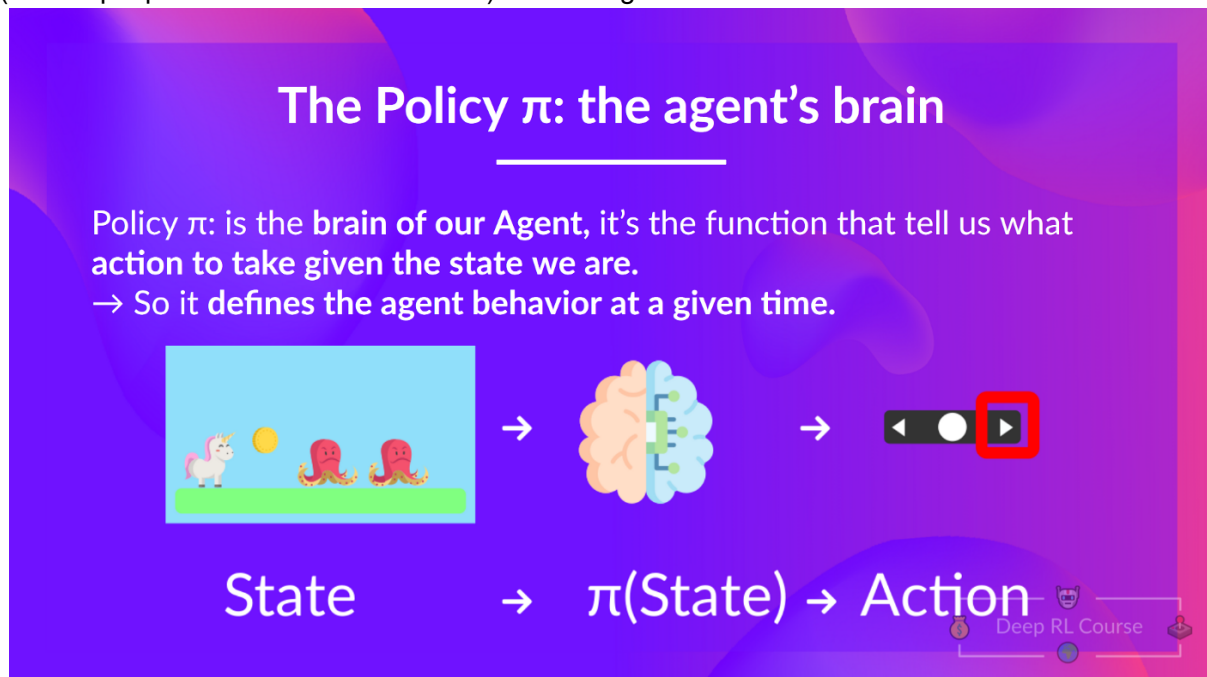 The Policy π: the agent’s brain
Policy π: is the brain of our Agent, it’s the function that tell us what
action to take given the state we are.
→ So it defines the agent behavior at a given time.
→ →
State → π(State) → Action
Deep RL Course